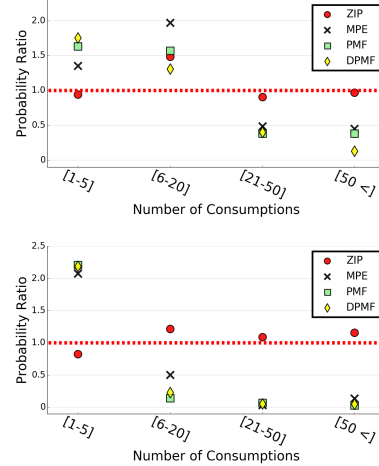 Probability Ratio
2.0
1.5
1.0
0.5
0
ZIP
MPE
PMF
DPMF
[1-5]
[6-20]
[21-50]
[50 <]
Number of Consumptions
Probability Ratio
2.5
2.0
1.5
1.0
0.5
0
ZIP
MPE
PMF
DPMF
[1-5]
[6-20]
[21-50]
[50 <]
Number of Consumptions